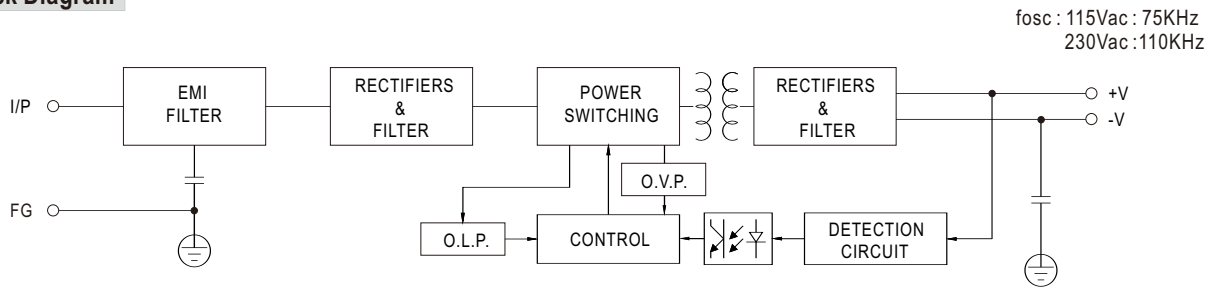 Diagram
fosc : 115Vac : 75KHz
230Vac :110KHz
I/P
EMI
FILTER
RECTIFIERS
&
FILTER
POWER
SWITCHING
RECTIFIERS
&
FILTER
+V
-V
O.V.P.
FG
O.L.P.
CONTROL
DETECTION
CIRCUIT